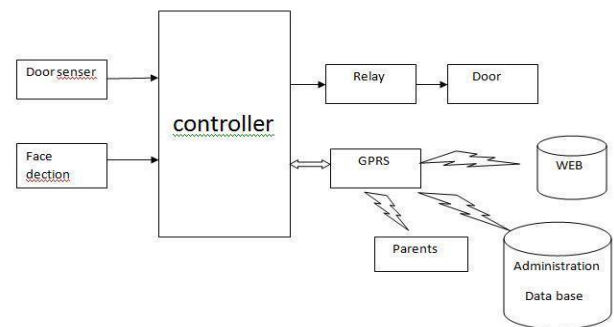 Door senser
Face
dection
controller
Relay
Door
GPRS
WEB
Parents
Administration
Data base